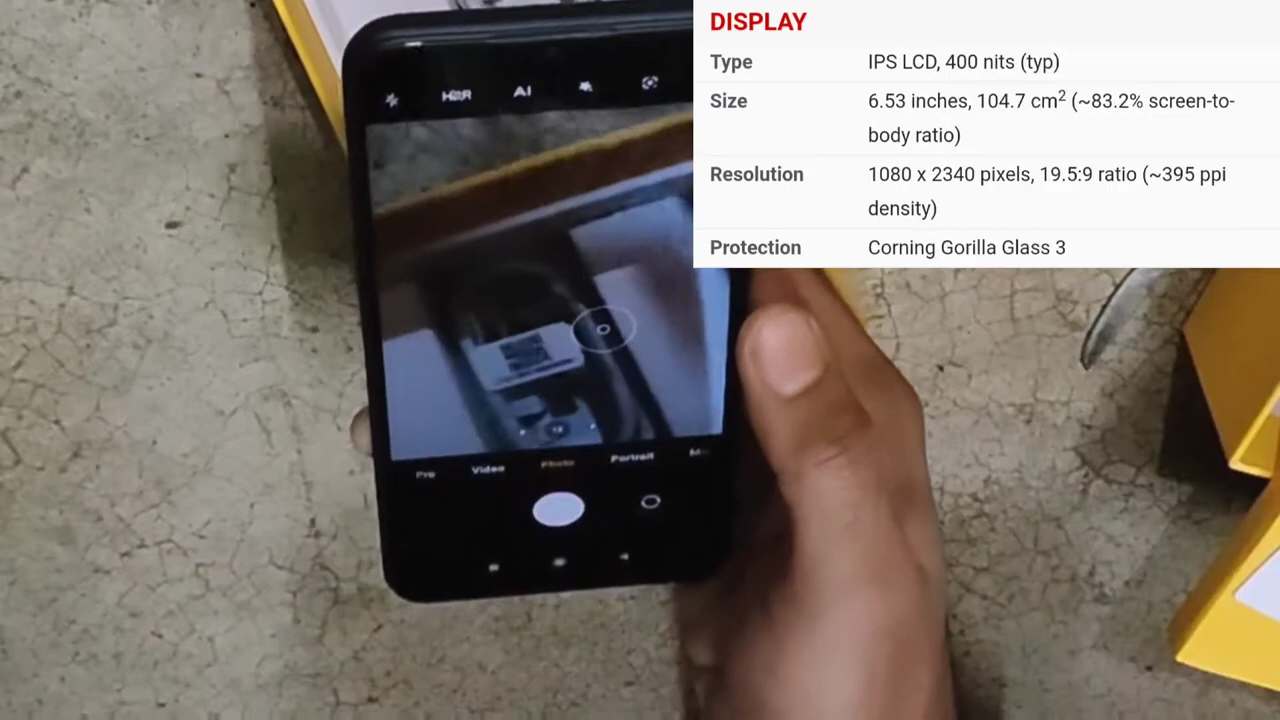 DISPLAY
Type IPS LCD, 400 nits (typ)
Size 6.53 inches, 104.7 cm² (~83.2% screen-to-
body ratio)
Resolution 1080 x 2340 pixels, 19.5:9 ratio (~395 ppi
density)
Protection Corning Gorilla Glass 3
HDR AI
Pro Video Photo Portrait